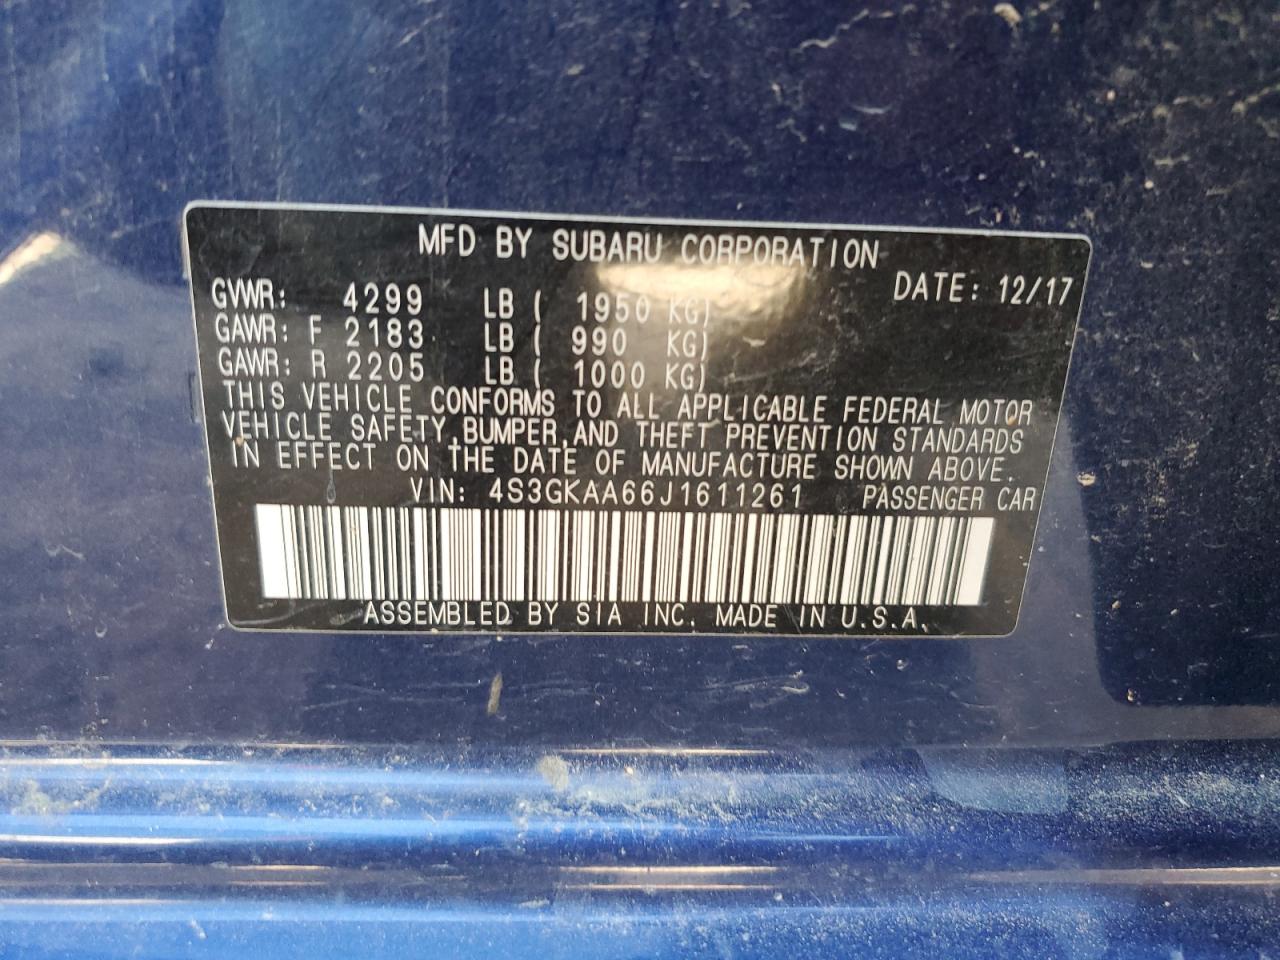 MFD BY SUBARU CORPORATION
DATE: 12/17
GVWR: 4299 LB ( 1950 KG)
GAWR: F 2183 LB ( 990 KG)
GAWR: R 2205 LB ( 1000 KG)
THIS VEHICLE CONFORMS TO ALL APPLICABLE FEDERAL MOTOR
VEHICLE SAFETY,BUMPER,AND THEFT PREVENTION STANDARDS
IN EFFECT ON THE DATE OF MANUFACTURE SHOWN ABOVE.
VIN: 4S3GKAA66J1611261 PASSENGER CAR
ASSEMBLED BY SIA INC. MADE IN U.S.A.